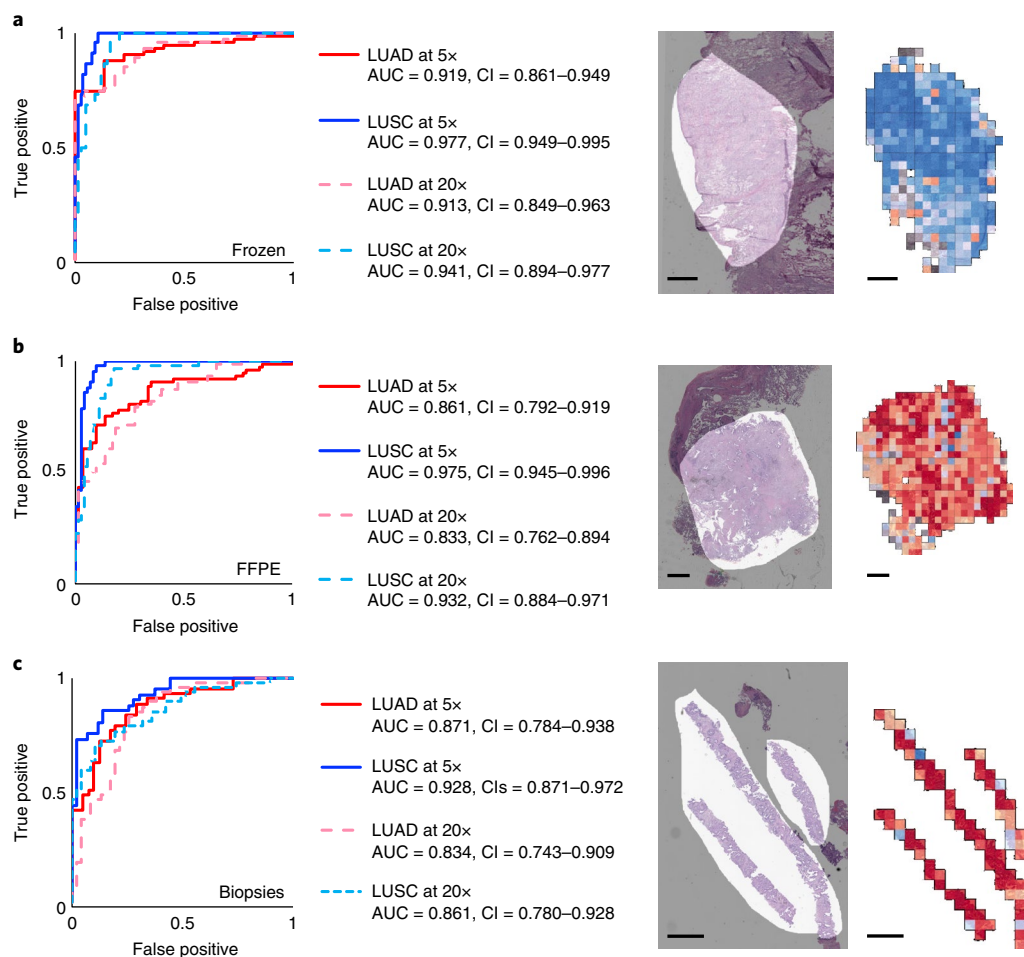 a
1
0.5
0
True positive
0
0.5
1
Frozen
False positive
LUAD at 5×
AUC = 0.919, CI = 0.861–0.949
LUSC at 5×
AUC = 0.977, CI = 0.949–0.995
LUAD at 20×
AUC = 0.913, CI = 0.849–0.963
LUSC at 20×
AUC = 0.941, CI = 0.894–0.977
b
1
0.5
0
True positive
0
0.5
1
FFPE
False positive
LUAD at 5×
AUC = 0.861, CI = 0.792–0.919
LUSC at 5×
AUC = 0.975, CI = 0.945–0.996
LUAD at 20×
AUC = 0.833, CI = 0.762–0.894
LUSC at 20×
AUC = 0.932, CI = 0.884–0.971
c
1
0.5
0
True positive
0
0.5
1
Biopsies
False positive
LUAD at 5×
AUC = 0.871, CI = 0.784–0.938
LUSC at 5×
AUC = 0.928, CIs = 0.871–0.972
LUAD at 20×
AUC = 0.834, CI = 0.743–0.909
LUSC at 20×
AUC = 0.861, CI = 0.780–0.928